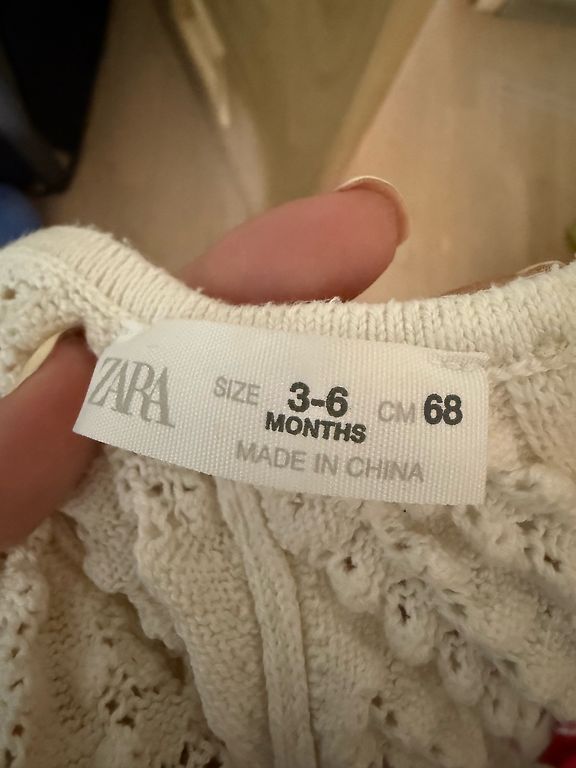 ZARA
SIZE 3-6 MONTHS CM 68
MADE IN CHINA